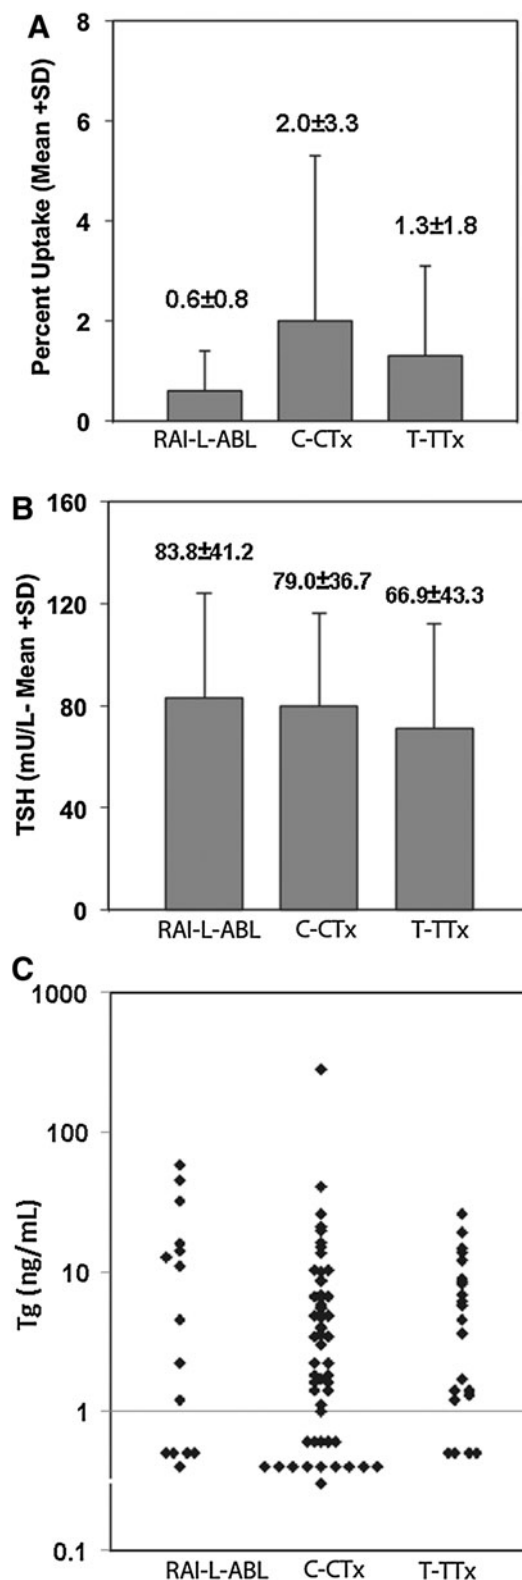 A
Percent Uptake (Mean +SD)
8
6
4
2
0
0.6±0.8
2.0±3.3
1.3±1.8
RAI-L-ABL
C-CTx
T-TTx
B
TSH (mU/L- Mean +SD)
160
120
80
40
0
83.8±41.2
79.0±36.7
66.9±43.3
RAI-L-ABL
C-CTx
T-TTx
C
Tg (ng/mL)
1000
100
10
1
0.1
RAI-L-ABL
C-CTx
T-TTx